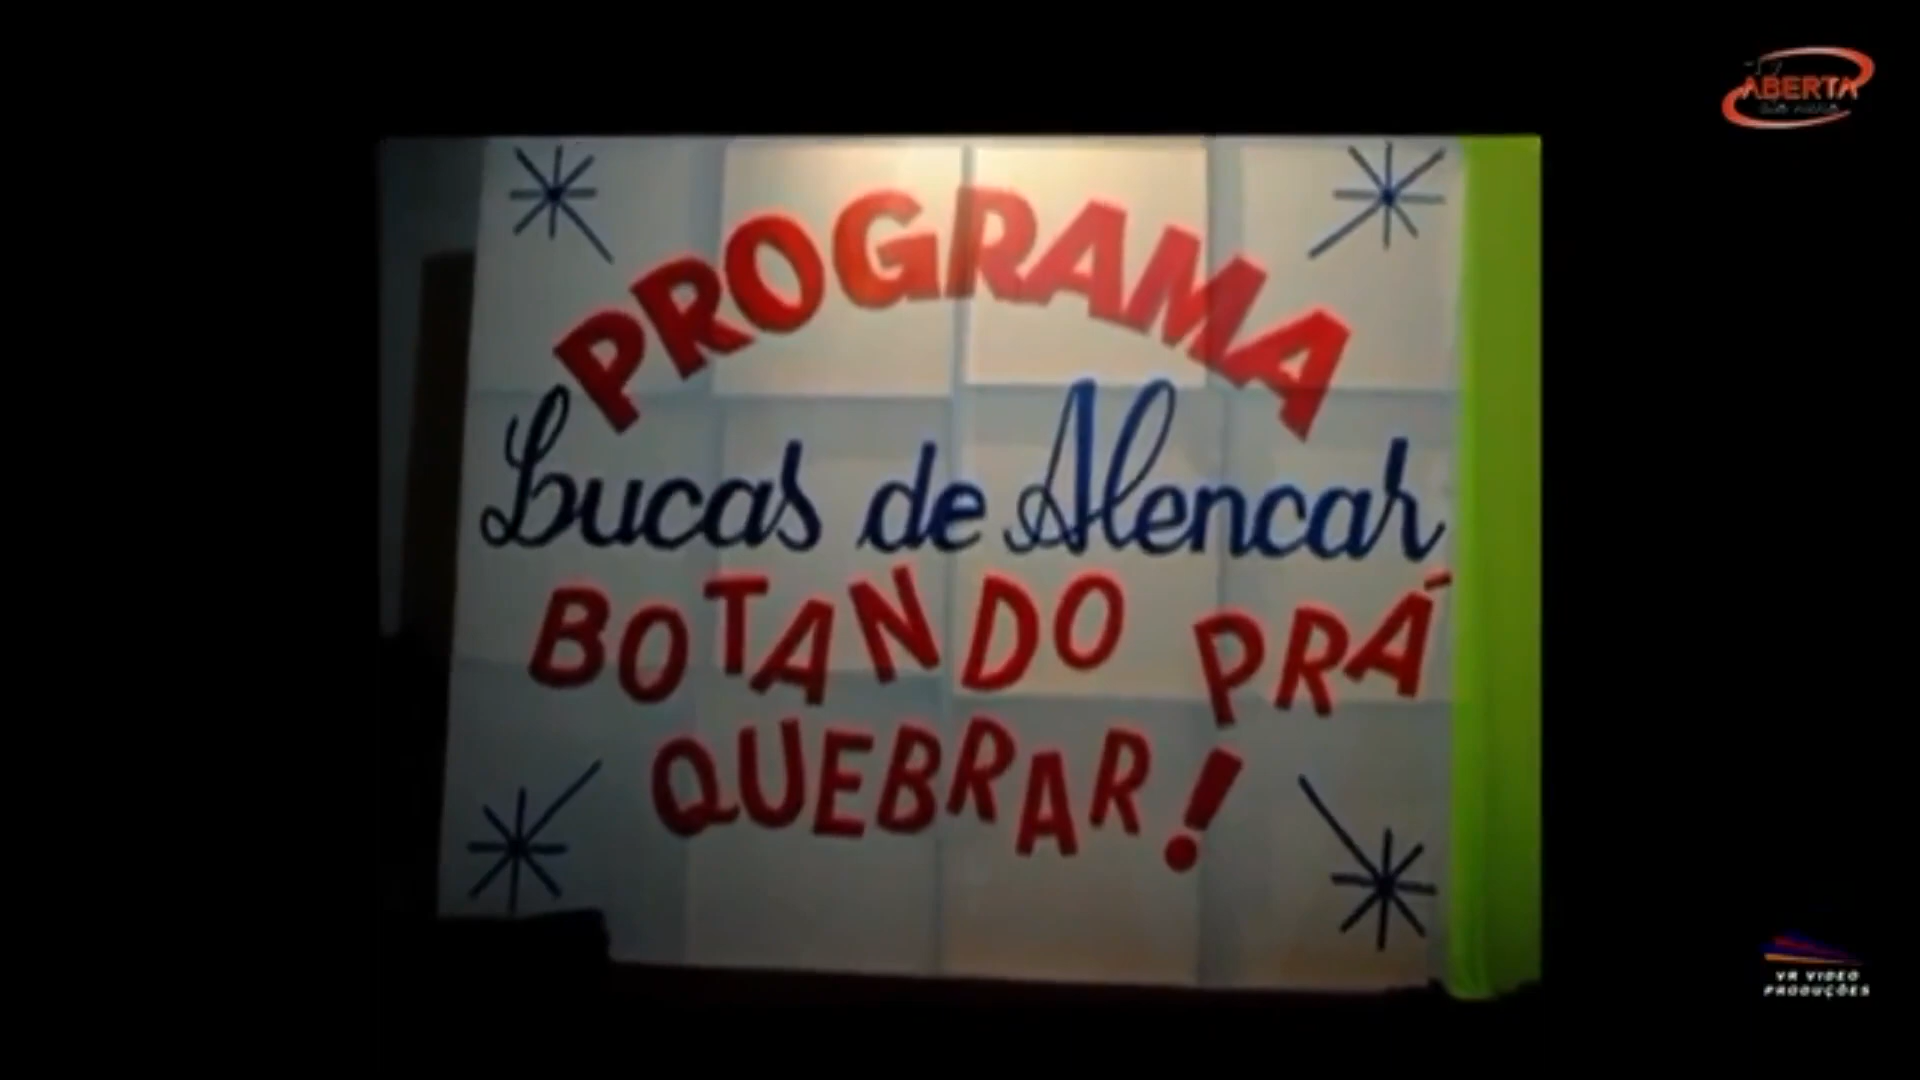 ABERTA
PROGRAMA
Lucas de Alencar
BOTANDO PRÁ
QUEBRAR!
VR VIDEO
PRODUÇÕES